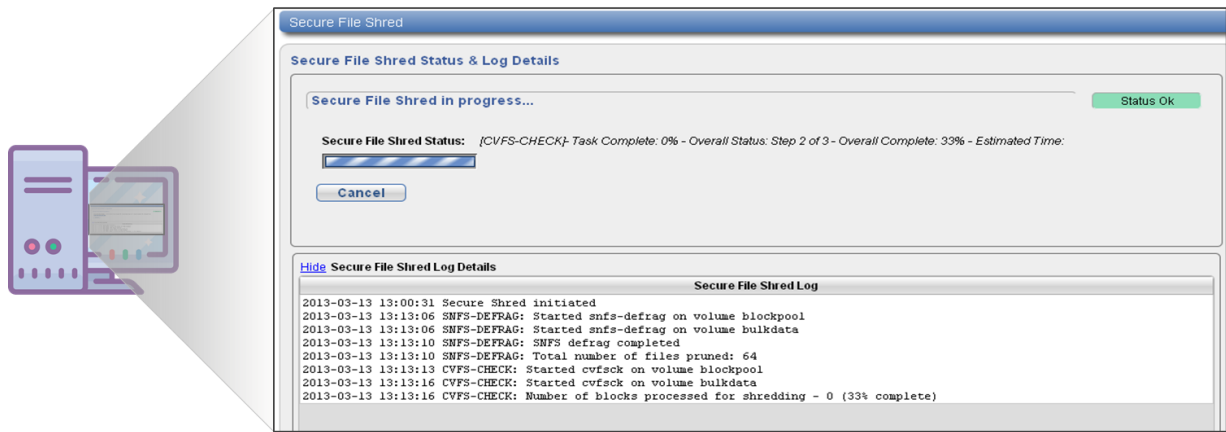 Secure File Shred
Secure File Shred Status & Log Details
Secure File Shred in progress...
Status Ok
Secure File Shred Status: [CVFS-CHECK]- Task Complete: 0% - Overall Status: Step 2 of 3 - Overall Complete: 33% - Estimated Time:
Cancel
Hide Secure File Shred Log Details
Secure File Shred Log
2013-03-13 13:00:31 Secure Shred initiated
2013-03-13 13:13:06 SNFS-DEFRAG: Started snfs-defrag on volume blockpool
2013-03-13 13:13:06 SNFS-DEFRAG: Started snfs-defrag on volume bulkdata
2013-03-13 13:13:10 SNFS-DEFRAG: SNFS defrag completed
2013-03-13 13:13:10 SNFS-DEFRAG: Total number of files pruned: 64
2013-03-13 13:13:13 CVFS-CHECK: Started cvfsck on volume blockpool
2013-03-13 13:13:16 CVFS-CHECK: Started cvfsck on volume bulkdata
2013-03-13 13:13:16 CVFS-CHECK: Number of blocks processed for shredding - 0 (33% complete)